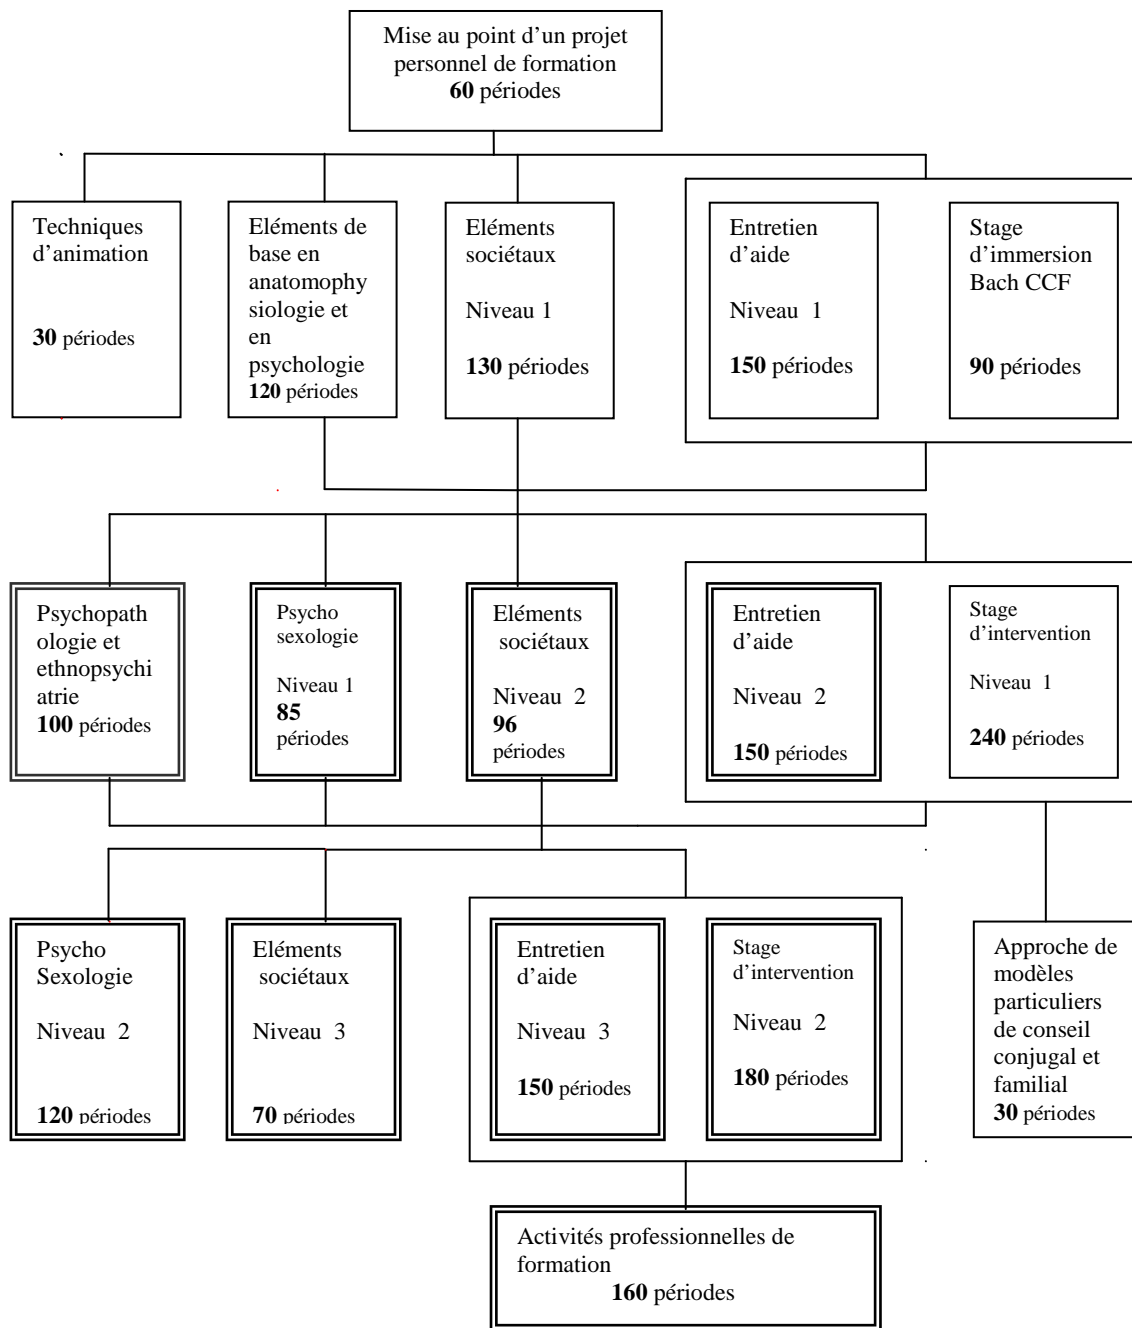 Mise au point d’un projet
personnel de formation
60 périodes
Techniques
d’animation
30 périodes
Eléments de
base en
anatomophy
siologie et
en
psychologie
120 périodes
Eléments
sociétaux
Niveau 1
130 périodes
Entretien
d’aide
Niveau 1
150 périodes
Stage
d’immersion
Bach CCF
90 périodes
Psychopath
ologie et
ethnopsychi
atrie
100 périodes
Psycho
sexologie
Niveau 1
85
périodes
Eléments
sociétaux
Niveau 2
96
périodes
Entretien
d’aide
Niveau 2
150 périodes
Stage
d’intervention
Niveau 1
240 périodes
Psycho
Sexologie
Niveau 2
120 périodes
Eléments
sociétaux
Niveau 3
70 périodes
Entretien
d’aide
Niveau 3
150 périodes
Stage
d’intervention
Niveau 2
180 périodes
Approche de
modèles
particuliers
de conseil
conjugal et
familial
30 périodes
Activités professionnelles de
formation
160 périodes